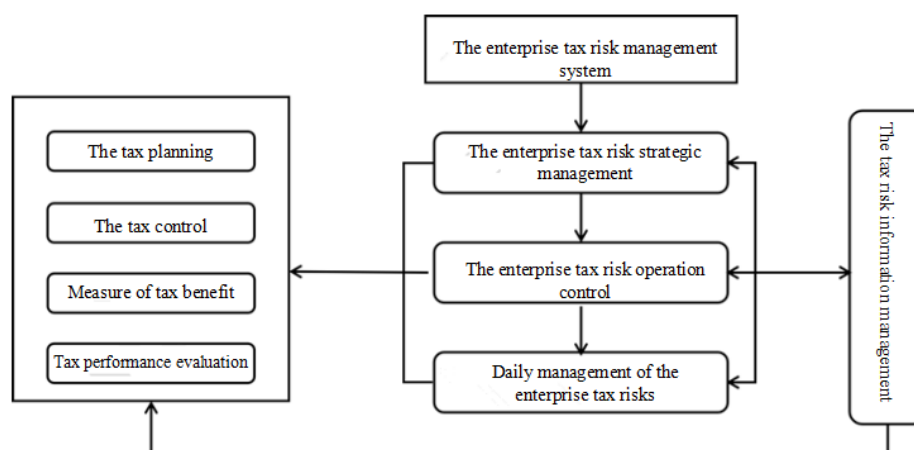 The enterprise tax risk management
system
The tax planning
The tax control
Measure of tax benefit
Tax performance evaluation
The enterprise tax risk strategic
management
The enterprise tax risk operation
control
Daily management of the
enterprise tax risks
The tax risk information management